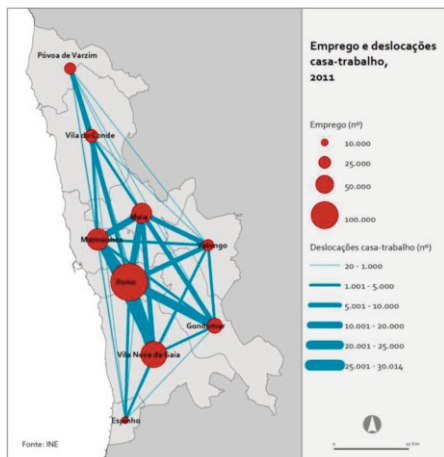 Póvoa de Varzim
Vila do Conde
Maia
Matosinhos
Valongo
Porto
Gondomar
Vila Nova de Gaia
Espinho
Fonte: INE
Emprego e deslocações
casa-trabalho,
2011
Emprego (nº)
10.000
25.000
50.000
100.000
Deslocações casa-trabalho (nº)
20 - 1.000
1.001 - 5.000
5.001 - 10.000
10.001 - 20.000
20.001 - 25.000
25.001 - 30.014
0